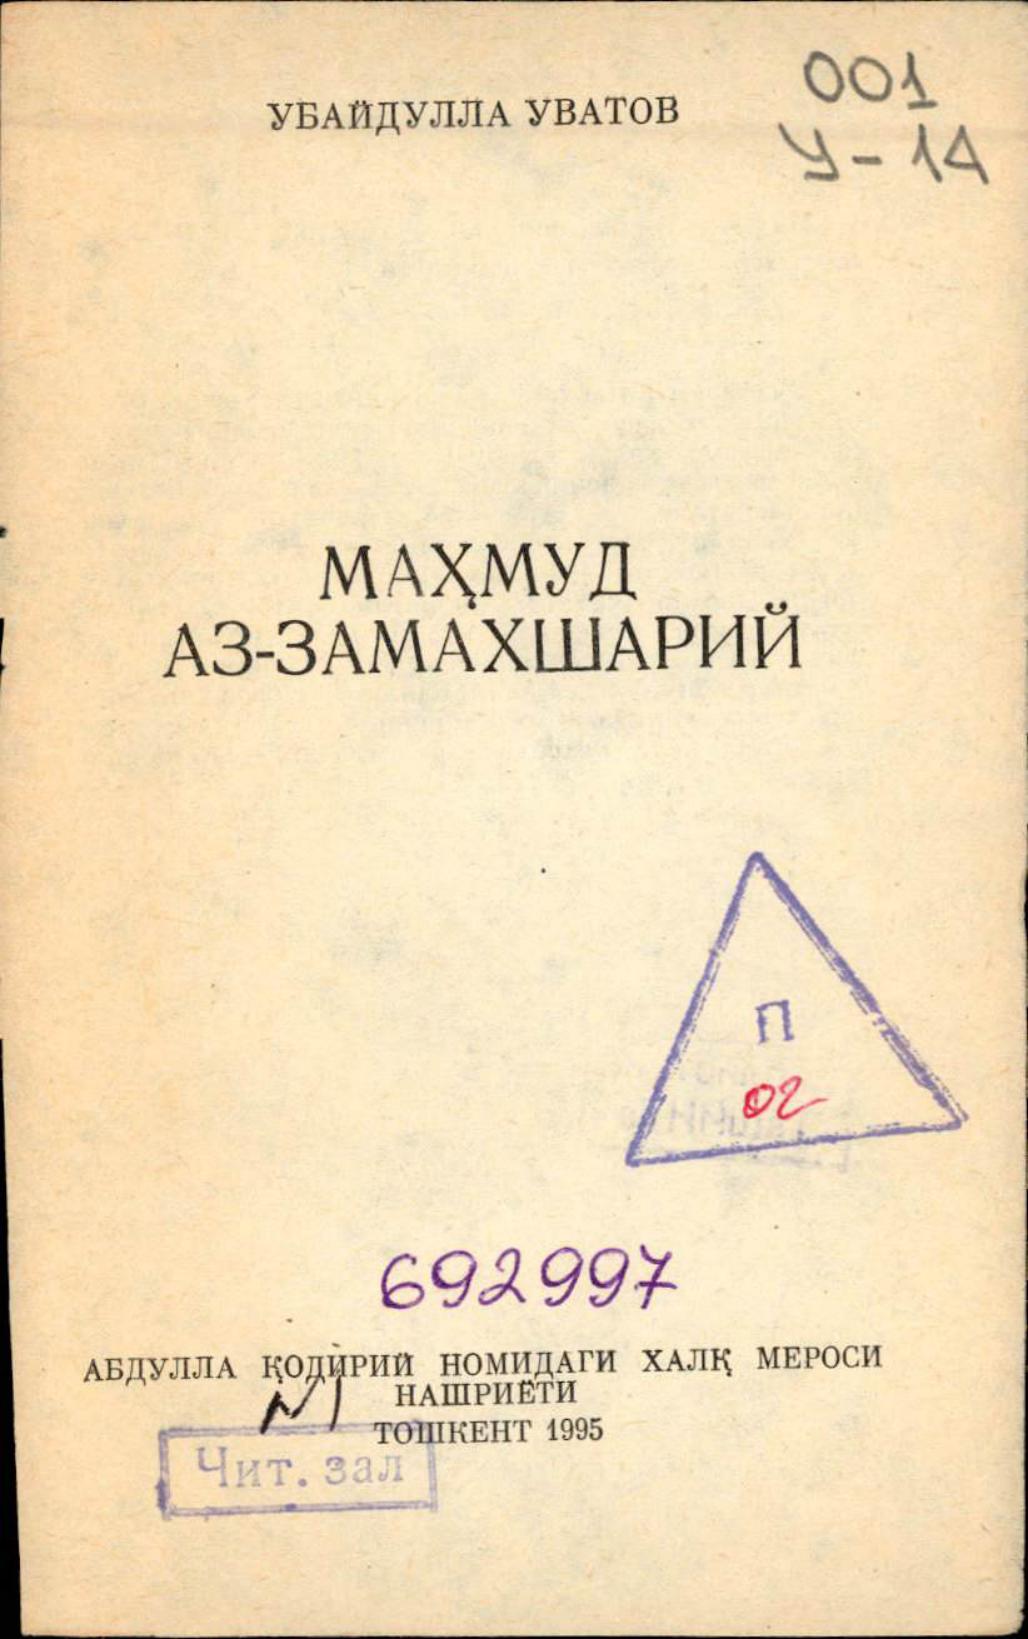 УБАЙДУЛЛА УВАТОВ
001
У-14
МАҲМУД
АЗ-ЗАМАХШАРИЙ
П
02
692997
АБДУЛЛА ҚОДИРИЙ НОМИДАГИ ХАЛҚ МЕРОСИ
НАШРИЁТИ
N1
ТОШКЕНТ 1995
Чит. зал